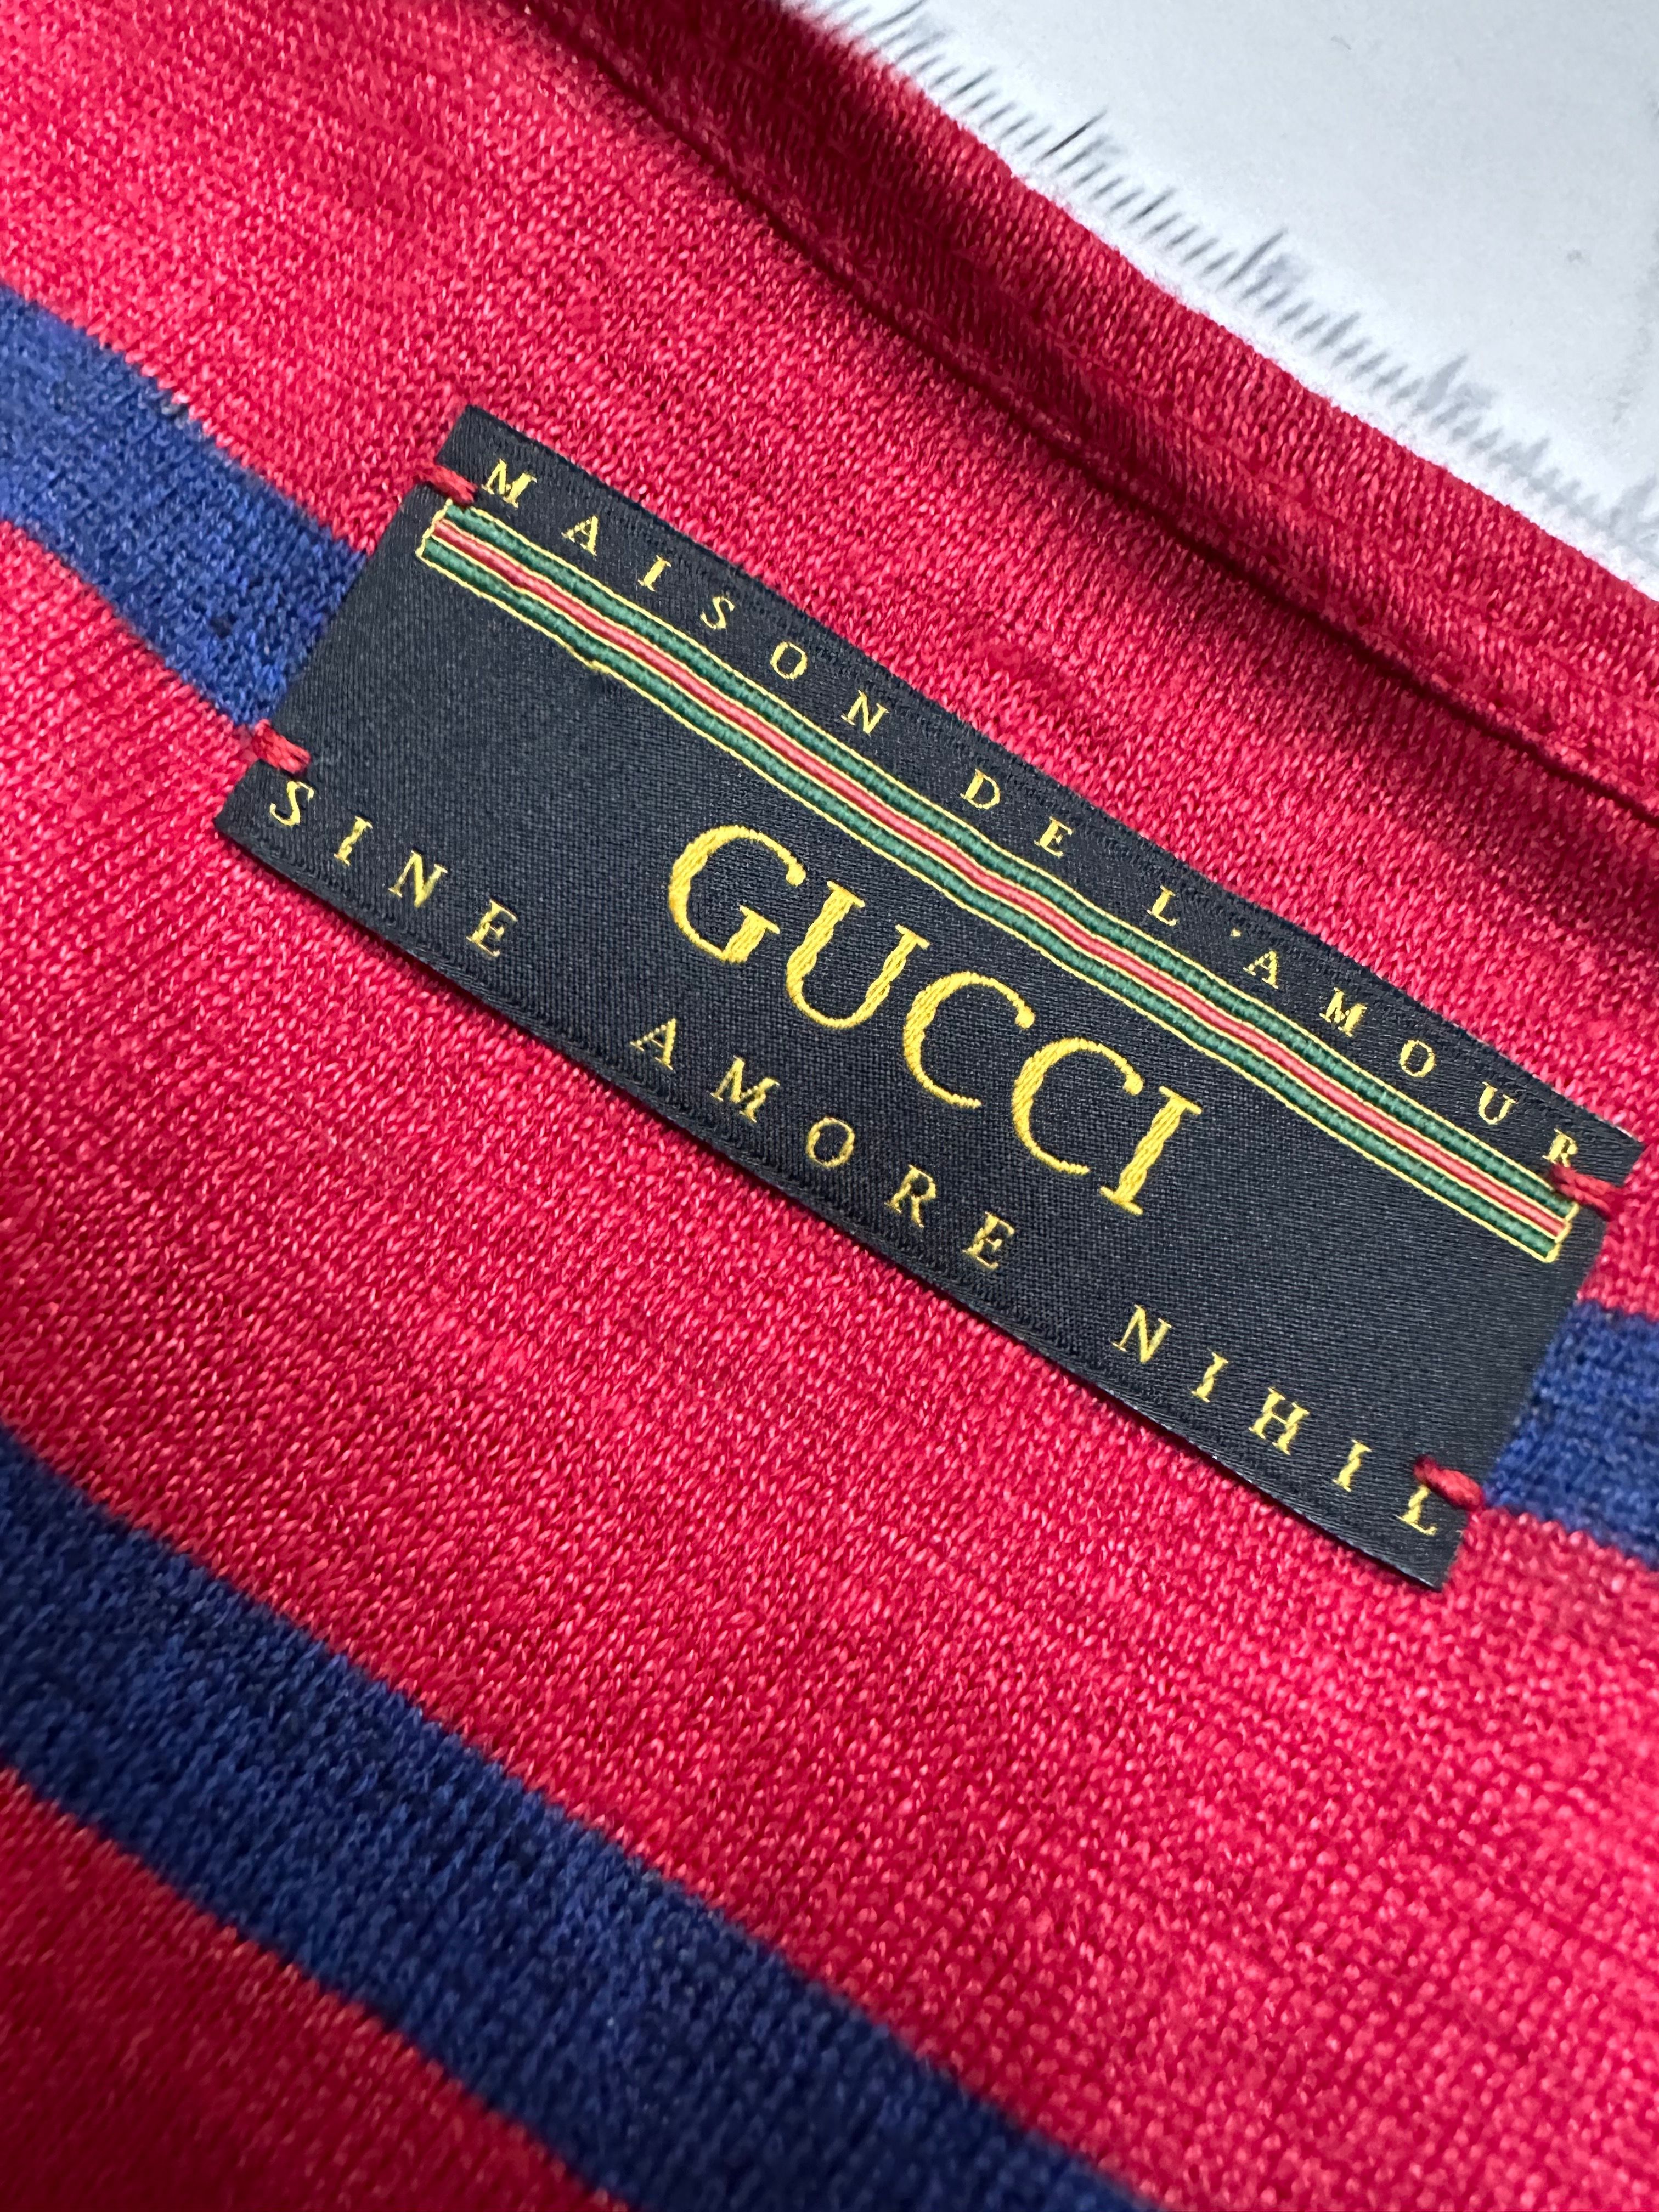 MAISON DE L'AMOUR
GUCCI
SINE AMORE NIHIL